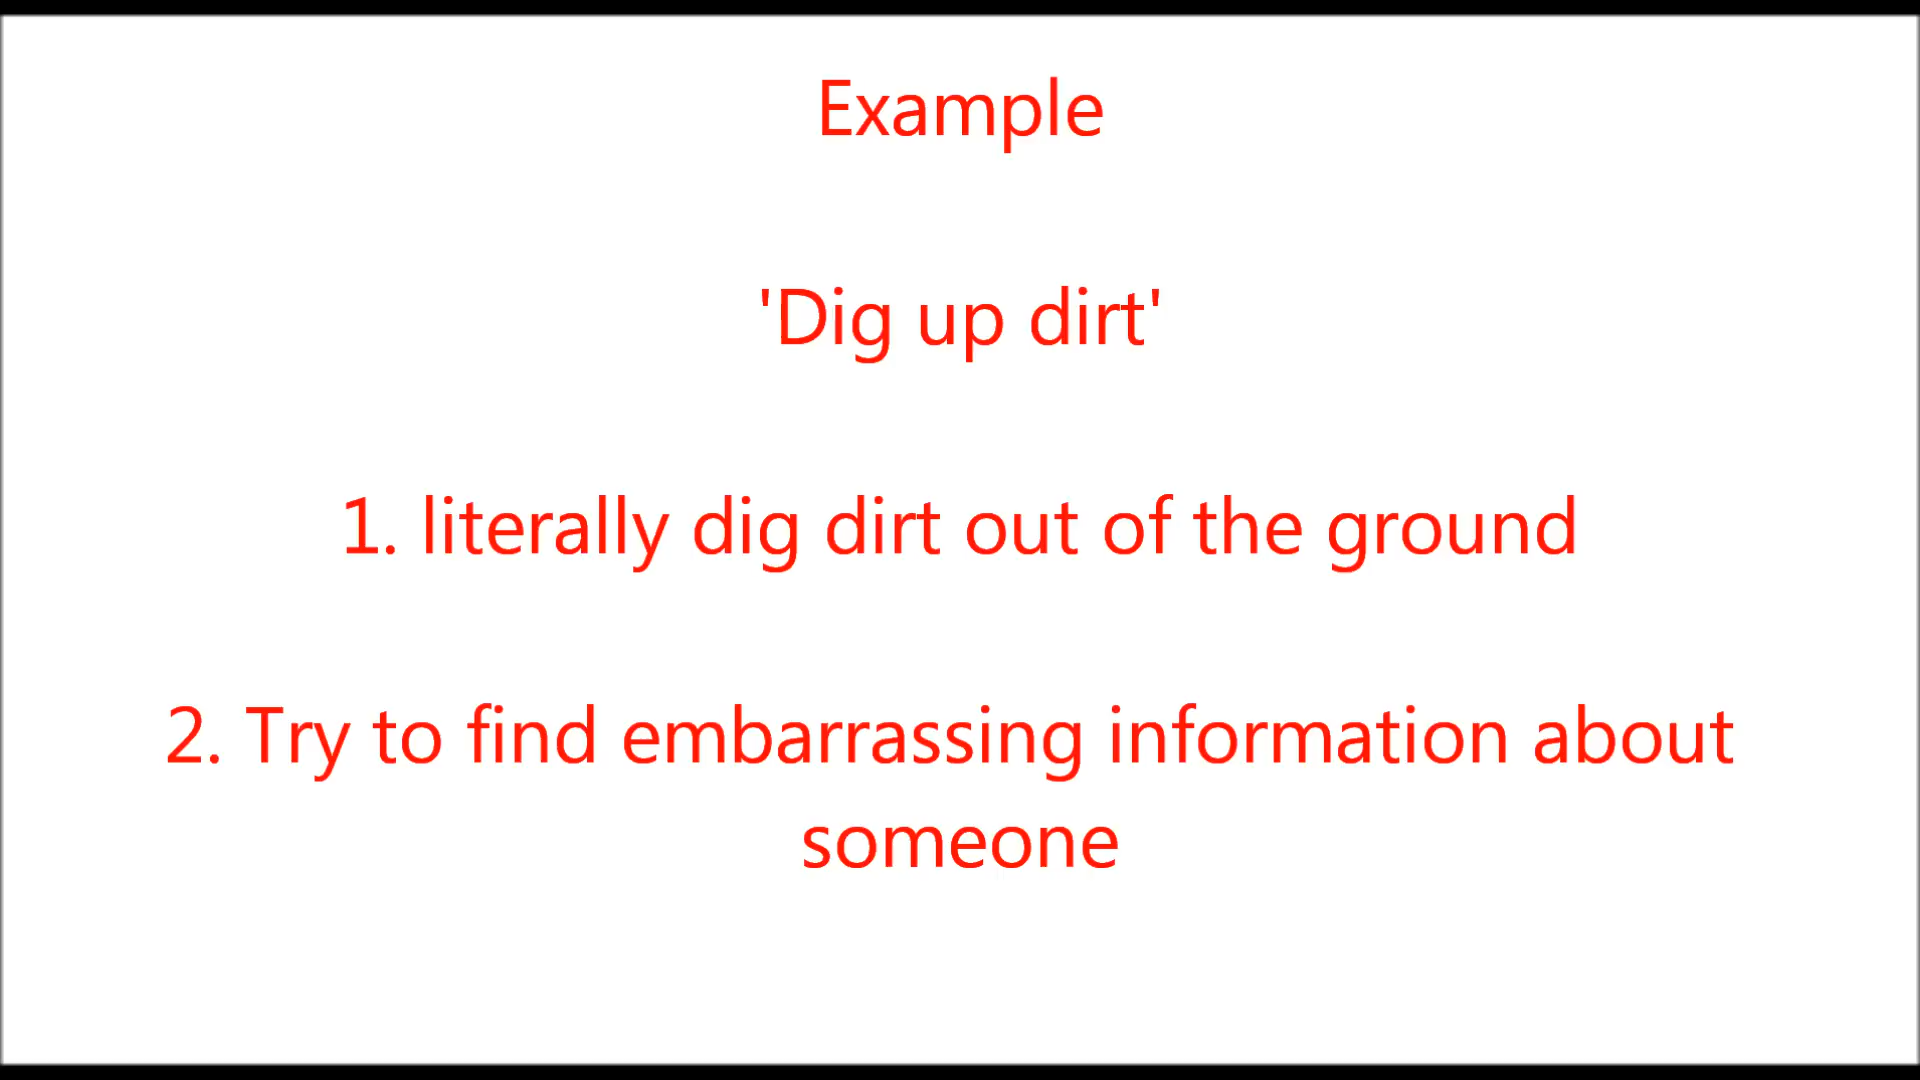 Example
'Dig up dirt'
1. literally dig dirt out of the ground
2. Try to find embarrassing information about
someone